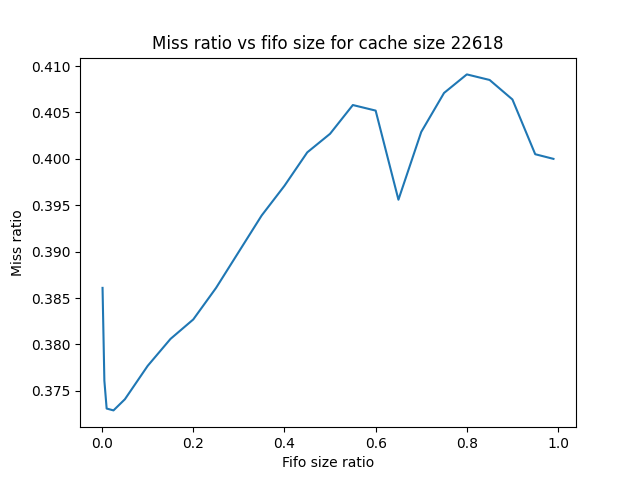 Miss ratio vs fifo size for cache size 22618
0.410
0.405
0.400
0.395
0.390
0.385
0.380
0.375
Miss ratio
0.0 0.2 0.4 0.6 0.8 1.0
Fifo size ratio